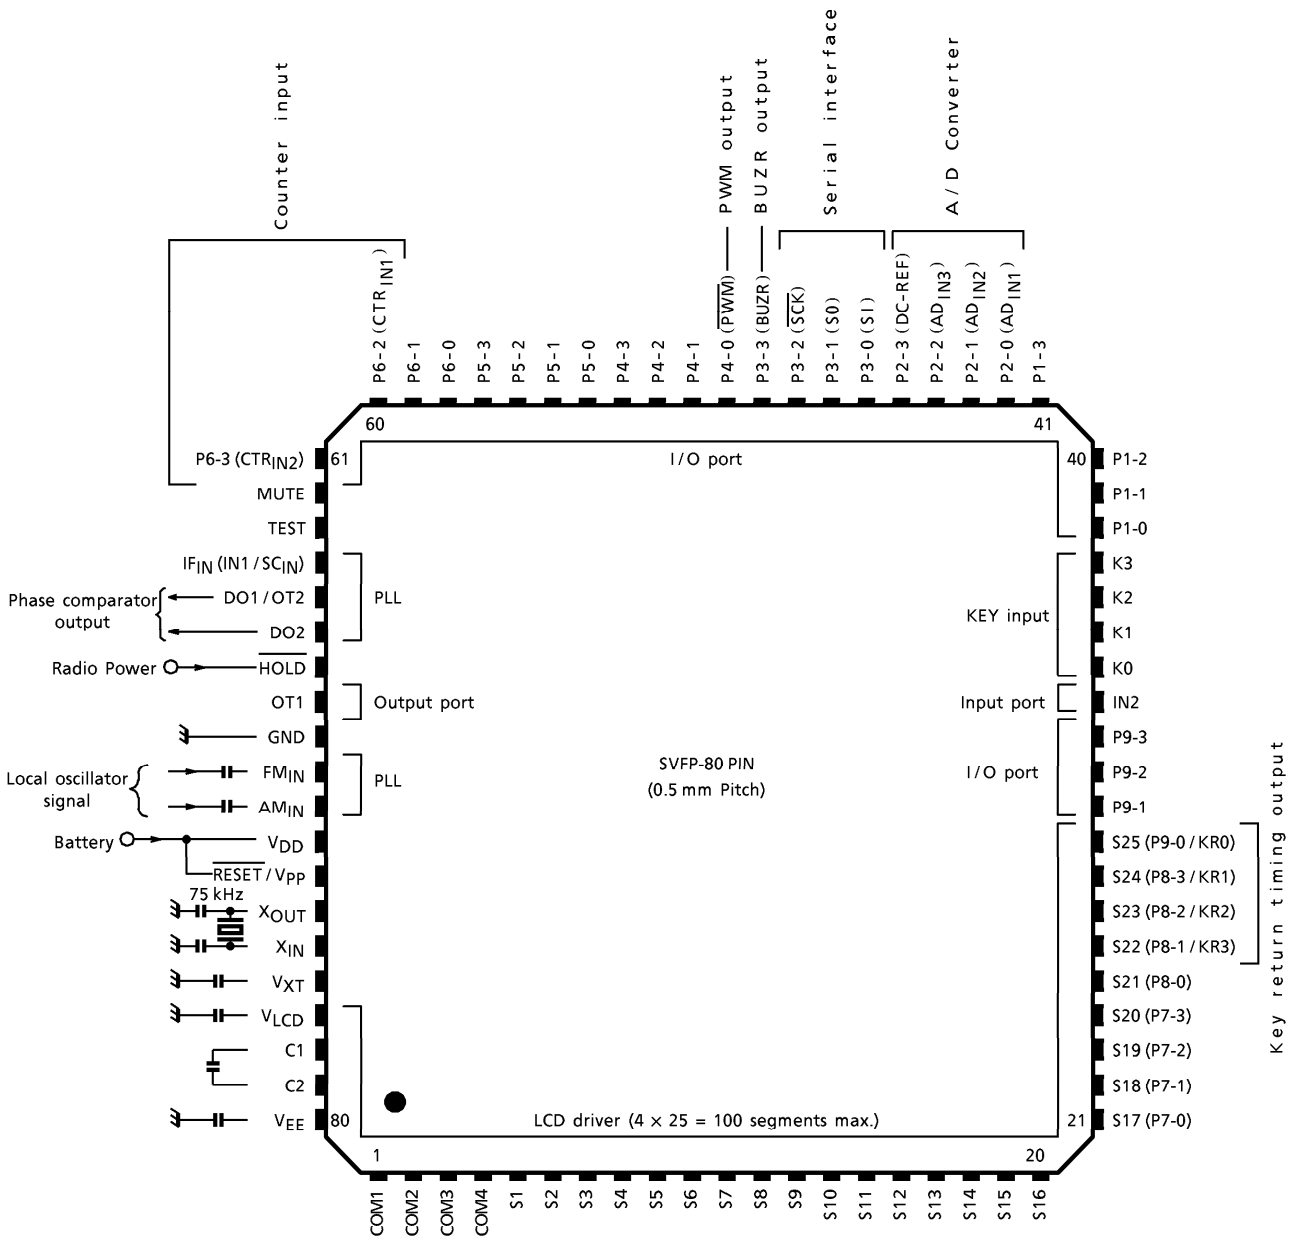 Counter input
PWM output
BUZR output
Serial interface
A/D Converter
P6-2 (CTRIN1)
P6-1
P6-0
P5-3
P5-2
P5-1
P5-0
P4-3
P4-2
P4-1
P4-0 (PWM)
P3-3 (BUZR)
P3-2 (SCK)
P3-1 (S0)
P3-0 (SI)
P2-3 (DC-REF)
P2-2 (ADIN3)
P2-1 (ADIN2)
P2-0 (ADIN1)
P1-3
60
41
P6-3 (CTRIN2)
61
I/O port
40
P1-2
MUTE
P1-1
TEST
P1-0
IFIN (IN1/SCIN)
K3
Phase comparator
output
DO1/OT2
PLL
K2
DO2
KEY input
K1
Radio Power
HOLD
K0
OT1
Output port
Input port
IN2
GND
P9-3
Local oscillator
signal
FMIN
PLL
SVFP-80 PIN
(0.5 mm Pitch)
I/O port
P9-2
AMIN
P9-1
Battery
VDD
S25 (P9-0/KR0)
RESET/VPP
S24 (P8-3/KR1)
75 kHz
XOUT
S23 (P8-2/KR2)
XIN
S22 (P8-1/KR3)
Key return timing output
VXT
S21 (P8-0)
VLCD
S20 (P7-3)
C1
S19 (P7-2)
C2
S18 (P7-1)
VEE
80
LCD driver (4 × 25 = 100 segments max.)
21
S17 (P7-0)
1
20
COM1
COM2
COM3
COM4
S1
S2
S3
S4
S5
S6
S7
S8
S9
S10
S11
S12
S13
S14
S15
S16